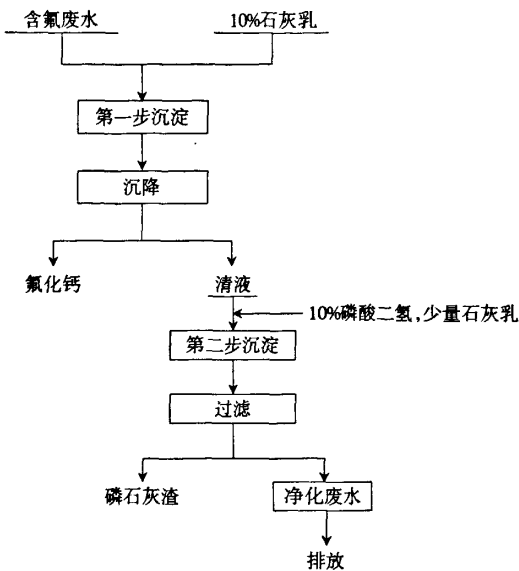 含氟废水
10%石灰乳
第一步沉淀
沉降
氟化钙
清液
10%磷酸二氢,少量石灰乳
第二步沉淀
过滤
磷石灰渣
净化废水
排放